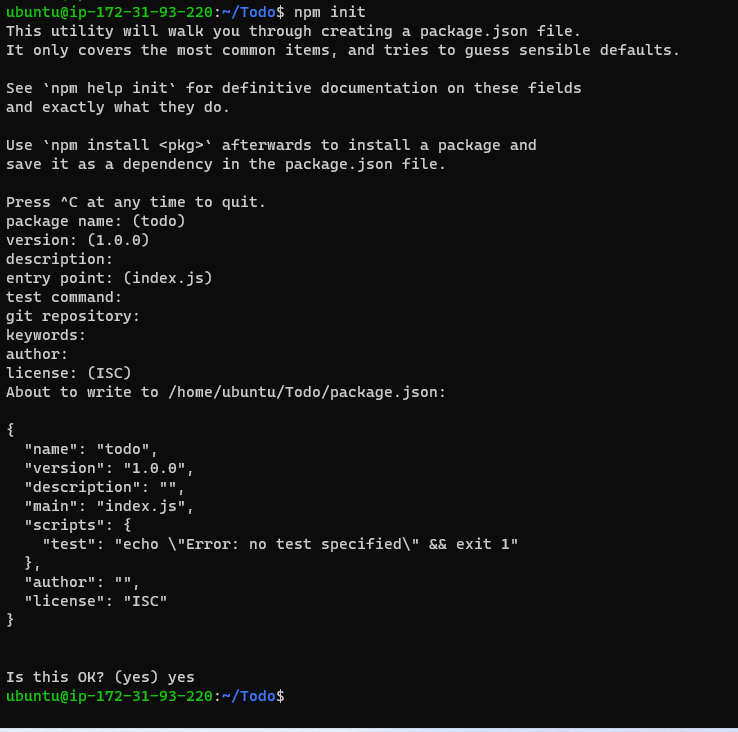 ubuntu@ip-172-31-93-220:~/Todo$ npm init
This utility will walk you through creating a package.json file.
It only covers the most common items, and tries to guess sensible defaults.

See `npm help init` for definitive documentation on these fields
and exactly what they do.

Use `npm install <pkg>` afterwards to install a package and
save it as a dependency in the package.json file.

Press ^C at any time to quit.
package name: (todo)
version: (1.0.0)
description:
entry point: (index.js)
test command:
git repository:
keywords:
author:
license: (ISC)
About to write to /home/ubuntu/Todo/package.json:

{
  "name": "todo",
  "version": "1.0.0",
  "description": "",
  "main": "index.js",
  "scripts": {
    "test": "echo \"Error: no test specified\" && exit 1"
  },
  "author": "",
  "license": "ISC"
}


Is this OK? (yes) yes
ubuntu@ip-172-31-93-220:~/Todo$